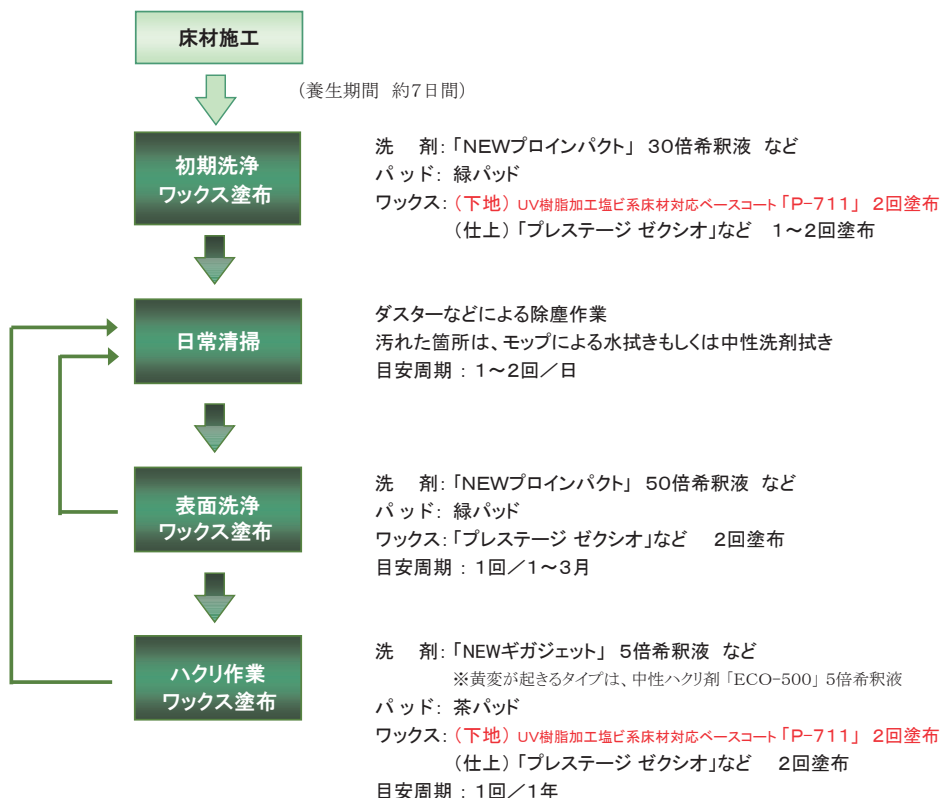 床材施工
（養生期間　約7日間）
初期洗浄
ワックス塗布
洗　剤：「NEWプロインパクト」 30倍希釈液 など
パッド： 緑パッド
ワックス：（下地） UV樹脂加工塩ビ系床材対応ベースコート「P-711」 2回塗布
（仕上）「プレステージ ゼクシオ」など　1～2回塗布
日常清掃
ダスターなどによる除塵作業
汚れた箇所は、モップによる水拭きもしくは中性洗剤拭き
目安周期 ： 1～2回／日
表面洗浄
ワックス塗布
洗　剤：「NEWプロインパクト」 50倍希釈液 など
パッド： 緑パッド
ワックス：「プレステージ ゼクシオ」など　2回塗布
目安周期 ： 1回／1～3月
ハクリ作業
ワックス塗布
洗　剤：「NEWギガジェット」 5倍希釈液 など
※黄変が起きるタイプは、中性ハクリ剤「ECO-500」5倍希釈液
パッド： 茶パッド
ワックス：（下地） UV樹脂加工塩ビ系床材対応ベースコート「P-711」 2回塗布
（仕上）「プレステージ ゼクシオ」など　2回塗布
目安周期 ： 1回／1年